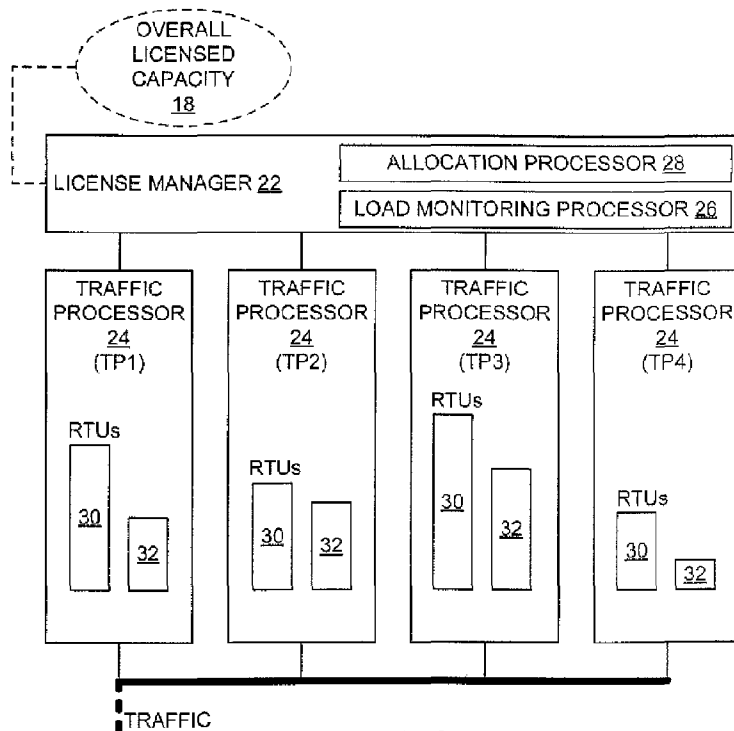 OVERALL
LICENSED
CAPACITY
18
LICENSE MANAGER 22
ALLOCATION PROCESSOR 28
LOAD MONITORING PROCESSOR 26
TRAFFIC
PROCESSOR
24
(TP1)
RTUs
30
32
TRAFFIC
PROCESSOR
24
(TP2)
RTUs
30
32
TRAFFIC
PROCESSOR
24
(TP3)
RTUs
30
32
TRAFFIC
PROCESSOR
24
(TP4)
RTUs
30
32
TRAFFIC